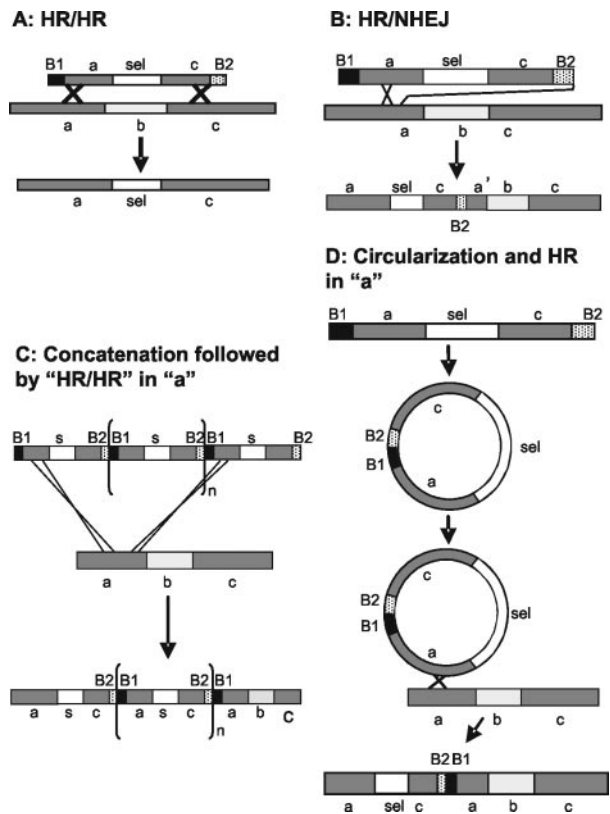 A: HR/HR
B1 a sel c B2
a b c
a sel c
B: HR/NHEJ
B1 a sel c B2
a b c
a sel c a' b c
B2
C: Concatenation followed
by “HR/HR” in “a”
B1 s B2 B1 s B2 B1 s B2
n
a b c
B2 B1 B2 B1
a s c a s c a b C
n
D: Circularization and HR
in “a”
B1 a sel c B2
c
B2
B1
sel
a
c
B2
B1
sel
a
a b c
B2 B1
a sel c a b c